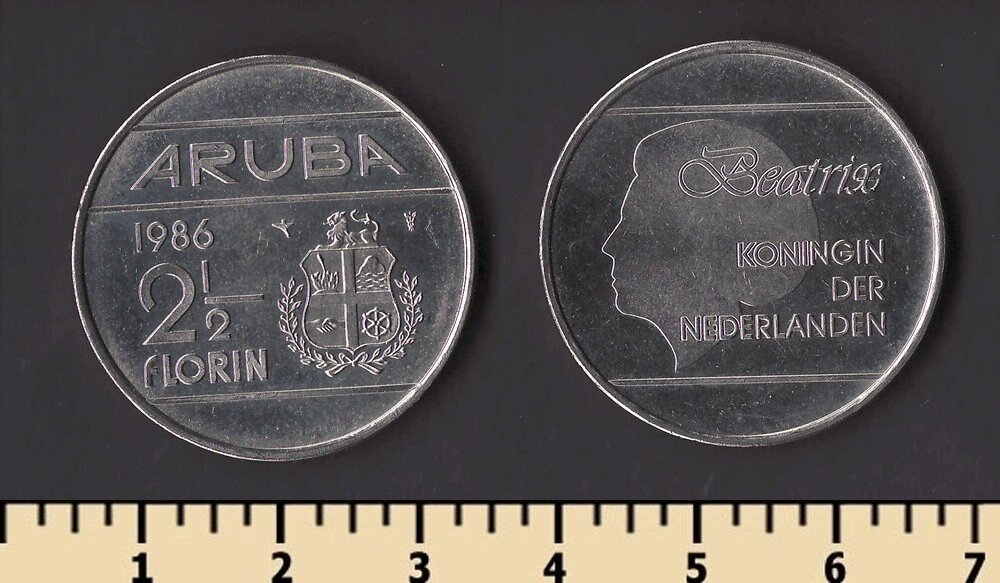 ARUBA
1986
2 1/2
FLORIN
Beatrix
KONINGIN
DER
NEDERLANDEN
1 2 3 4 5 6 7